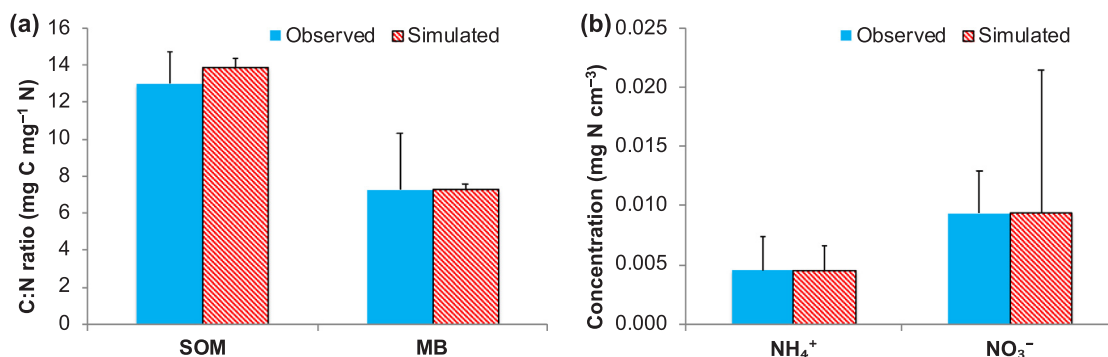 (a)
C:N ratio (mg C mg⁻¹ N)
16
14
12
10
8
6
4
2
0
Observed Simulated
SOM MB
(b)
Concentration (mg N cm⁻³)
0.025
0.020
0.015
0.010
0.005
0.000
Observed Simulated
NH₄⁺ NO₃⁻